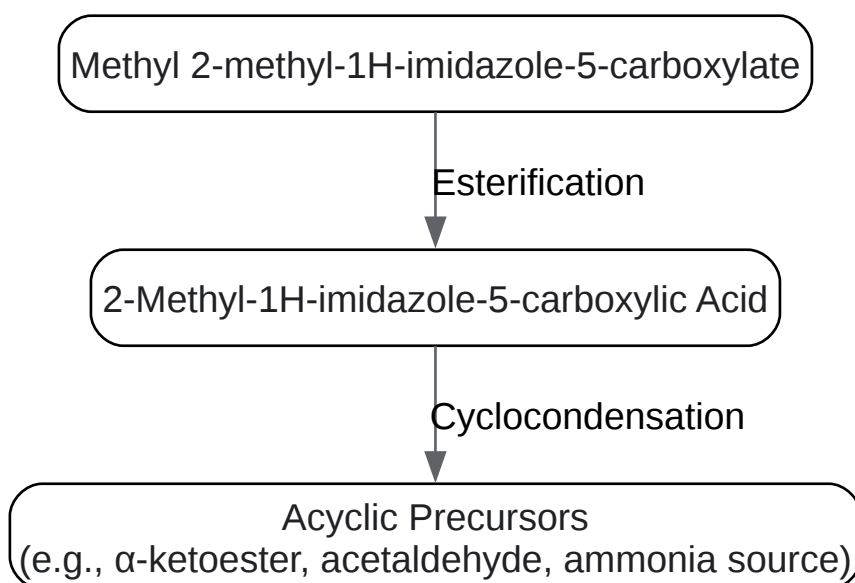 Methyl 2-methyl-1H-imidazole-5-carboxylate
Esterification
2-Methyl-1H-imidazole-5-carboxylic Acid
Cyclocondensation
Acyclic Precursors
(e.g., α-ketoester, acetaldehyde, ammonia source)